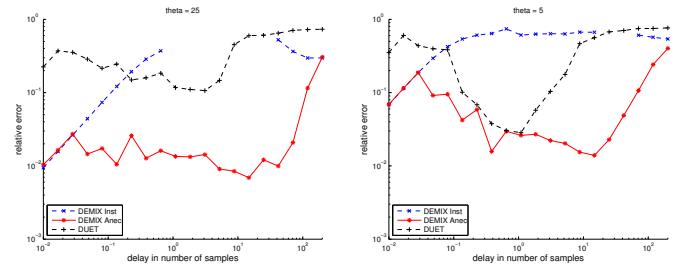 theta = 25
relative error
10^0
10^-1
10^-2
10^-3
DEMIX Inst
DEMIX Anec
DUET
10^-2
10^-1
10^0
10^1
10^2
delay in number of samples
theta = 5
relative error
10^0
10^-1
10^-2
10^-3
DEMIX Inst
DEMIX Anec
DUET
10^-2
10^-1
10^0
10^1
10^2
delay in number of samples